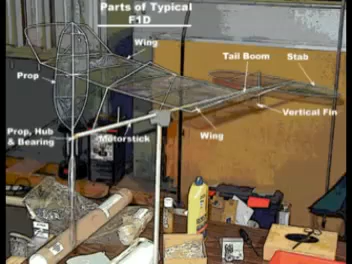 Parts of Typical
F1D
Wing
Tail Boom
Stab
Prop
Vertical Fin
Prop, Hub
& Bearing
Motorstick
Wing